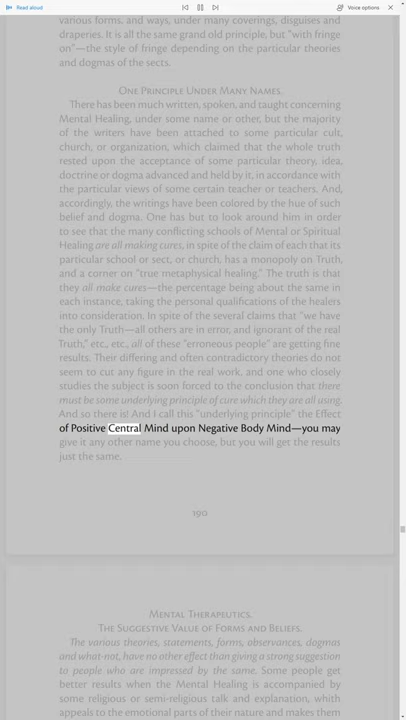 Read aloud
Voice options
various forms, and ways, under many coverings, disguises and
draperies. It is all the same grand old principle, but "with fringe
on"—the style of fringe depending on the particular theories
and dogmas of the sects.
One Principle Under Many Names.
There has been much written, spoken, and taught concerning
Mental Healing, under some name or other, but the majority
of the writers have been attached to some particular cult,
church, or organization, which claimed that the whole truth
rested upon the acceptance of some particular theory, idea,
doctrine or dogma advanced and held by it, in accordance with
the particular views of some certain teacher or teachers. And,
accordingly, the writings have been colored by the hue of such
belief and dogma. One has but to look around him in order
to see that the many conflicting schools of Mental or Spiritual
Healing are all making cures, in spite of the claim of each that its
particular school or sect, or church, has a monopoly on Truth,
and a corner on "true metaphysical healing." The truth is that
they all make cures—the percentage being about the same in
each instance, taking the personal qualifications of the healers
into consideration. In spite of the several claims that "we have
the only Truth—all others are in error, and ignorant of the real
Truth," etc., etc., all of these "erroneous people" are getting fine
results. Their differing and often contradictory theories do not
seem to cut any figure in the real work, and one who closely
studies the subject is soon forced to the conclusion that there
must be some underlying principle of cure which they are all using.
And so there is! And I call this "underlying principle" the Effect
of Positive Central Mind upon Negative Body Mind—you may
give it any other name you choose, but you will get the results
just the same.
190
Mental Therapeutics.
The Suggestive Value of Forms and Beliefs.
The various theories, statements, forms, observances, dogmas
and what-not, have no other effect than giving a strong suggestion
to people who are impressed by the same. Some people get
better results when the Mental Healing is accompanied by
some religious or semi-religious talk and explanation, which
appeals to the emotional parts of their nature and makes them